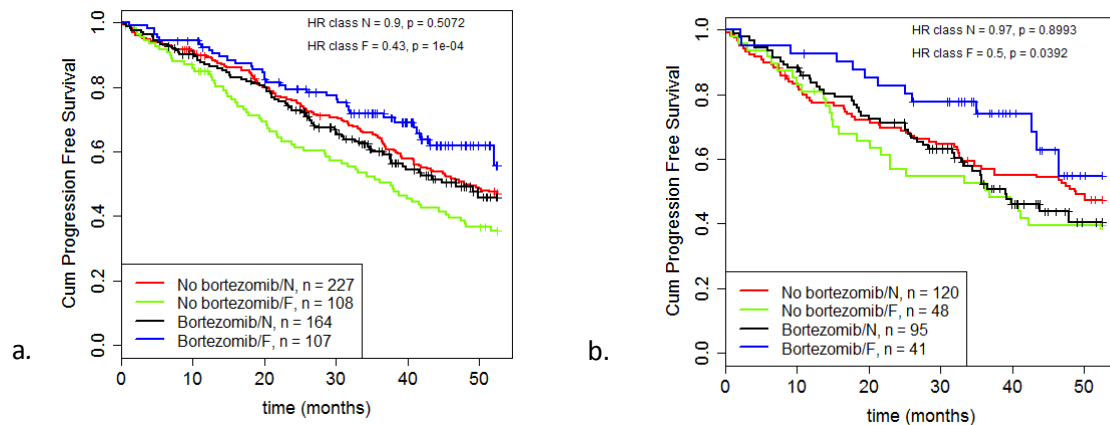 HR class N = 0.9, p = 0.5072
HR class F = 0.43, p = 1e-04
Cum Progression Free Survival
1.0
0.8
0.6
0.4
0.2
0.0
No bortezomib/N, n = 227
No bortezomib/F, n = 108
Bortezomib/N, n = 164
Bortezomib/F, n = 107
0 10 20 30 40 50
time (months)
a.
HR class N = 0.97, p = 0.8993
HR class F = 0.5, p = 0.0392
Cum Progression Free Survival
1.0
0.8
0.6
0.4
0.2
0.0
No bortezomib/N, n = 120
No bortezomib/F, n = 48
Bortezomib/N, n = 95
Bortezomib/F, n = 41
0 10 20 30 40 50
time (months)
b.